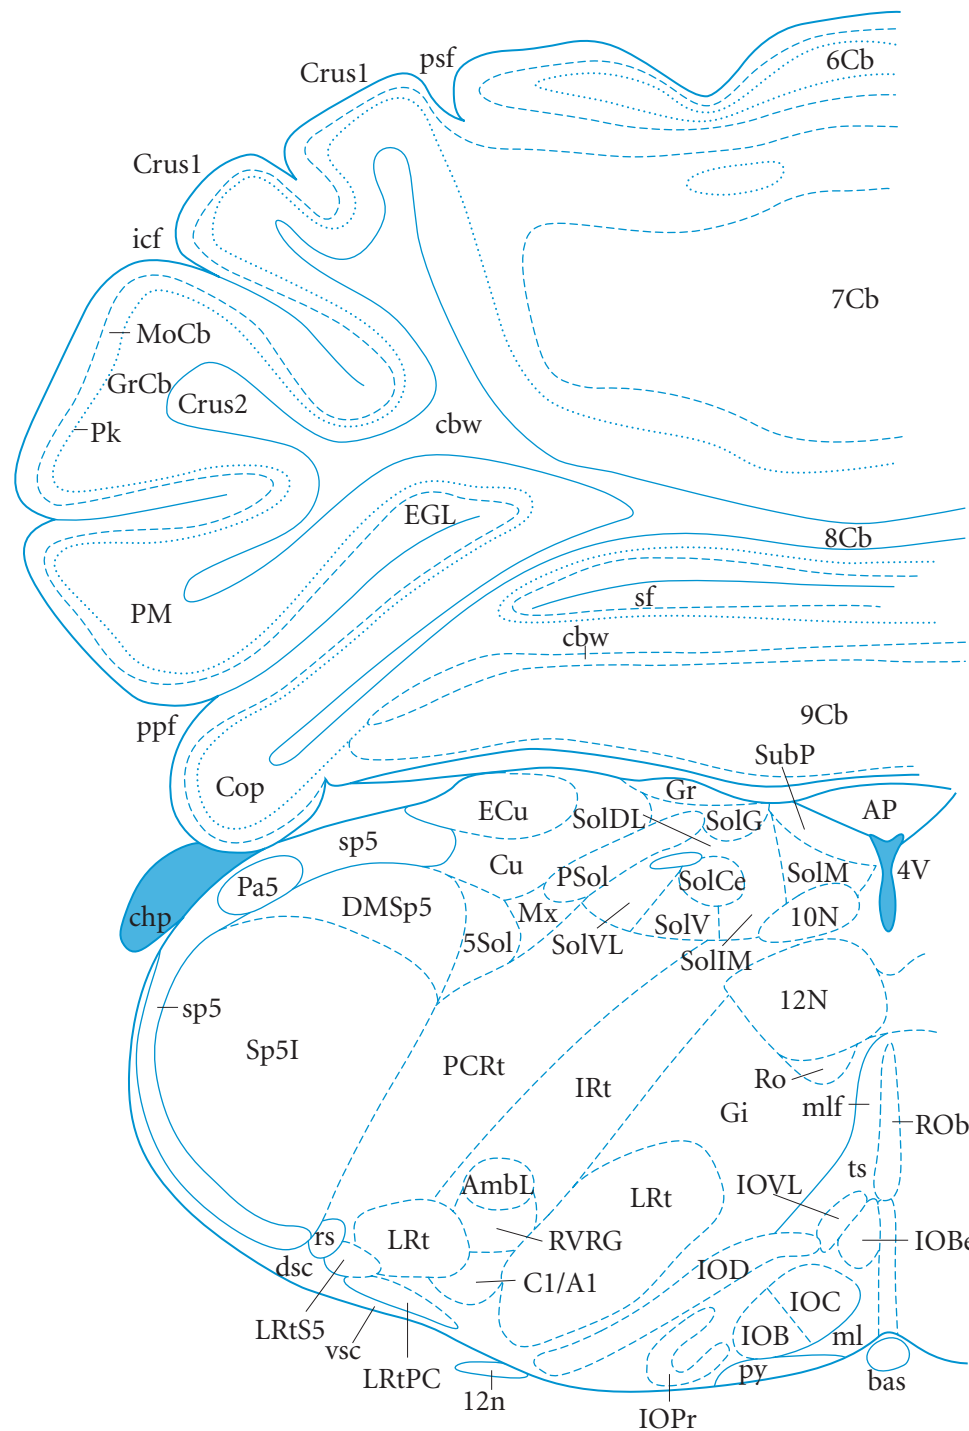 psf
6Cb
Crus1
Crus1
icf
7Cb
MoCb
GrCb
Crus2
Pk
cbw
EGL
8Cb
sf
PM
cbw
9Cb
ppf
SubP
Cop
Gr
AP
ECu
SolDL
SolG
sp5
Cu
PSol
SolCe
SolM
4V
Pa5
chp
DMSp5
Mx
SolV
10N
5Sol
SolVL
SolIM
sp5
12N
Sp5I
PCRt
IRt
Ro
Gi
mlf
ROb
ts
AmbL
LRt
IOVL
rs
LRt
RVRG
IOBe
dsc
C1/A1
IOD
IOC
LRtS5
IOB
ml
vsc
LRtPC
py
bas
12n
IOPr